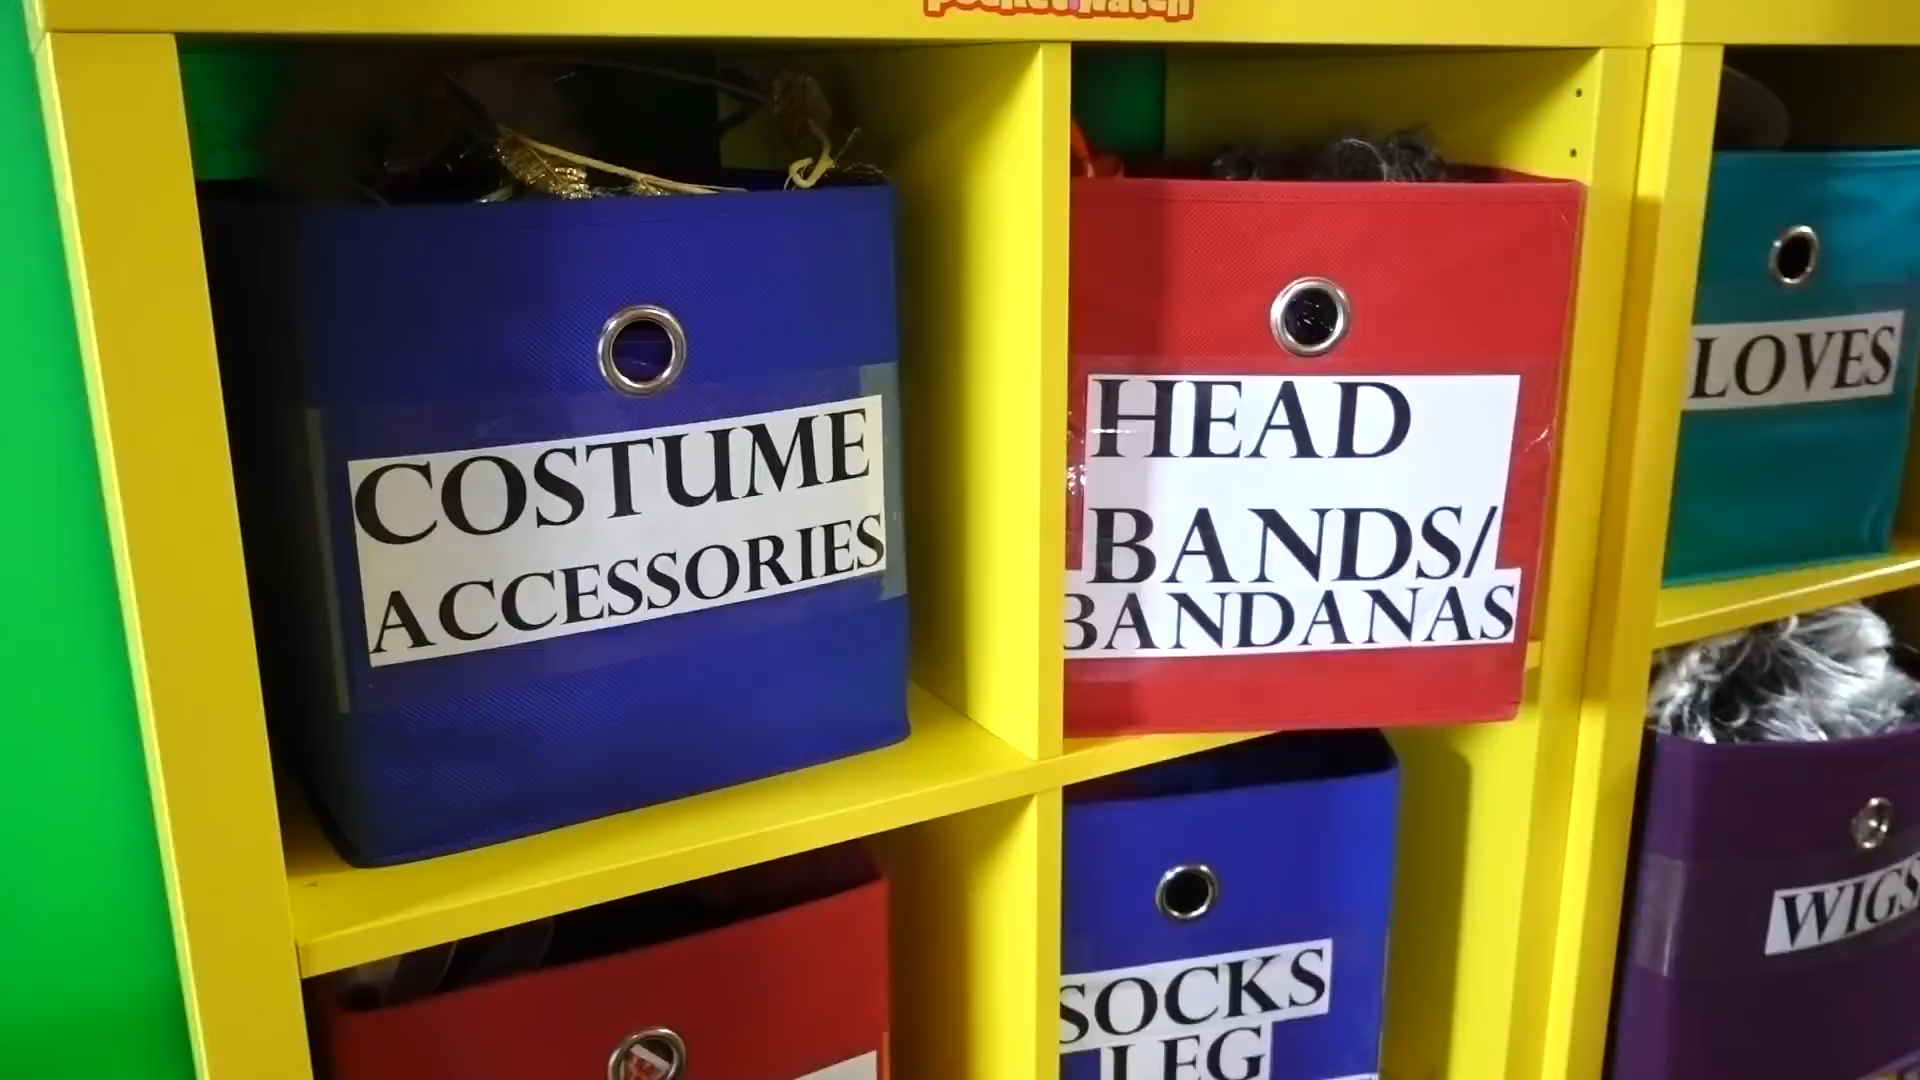 COSTUME
ACCESSORIES
HEAD
BANDS/
BANDANAS
LOVES
SOCKS
LEG
WIGS